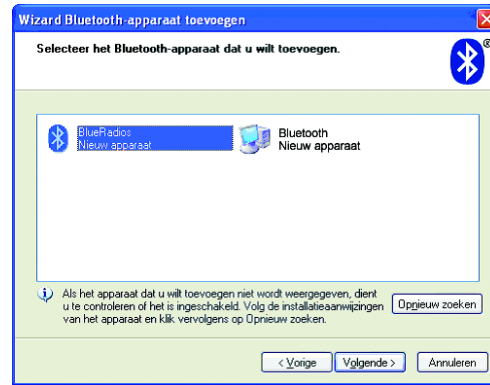 Wizard Bluetooth-apparaat toevoegen
Selecteer het Bluetooth-apparaat dat u wilt toevoegen.
BlueRadios
Nieuw apparaat
Bluetooth
Nieuw apparaat
Als het apparaat dat u wilt toevoegen niet wordt weergegeven, dient
u te controleren of het is ingeschakeld. Volg de installatieaanwijzingen
van het apparaat en klik vervolgens op Opnieuw zoeken.
Opnieuw zoeken
< Vorige
Volgende >
Annuleren